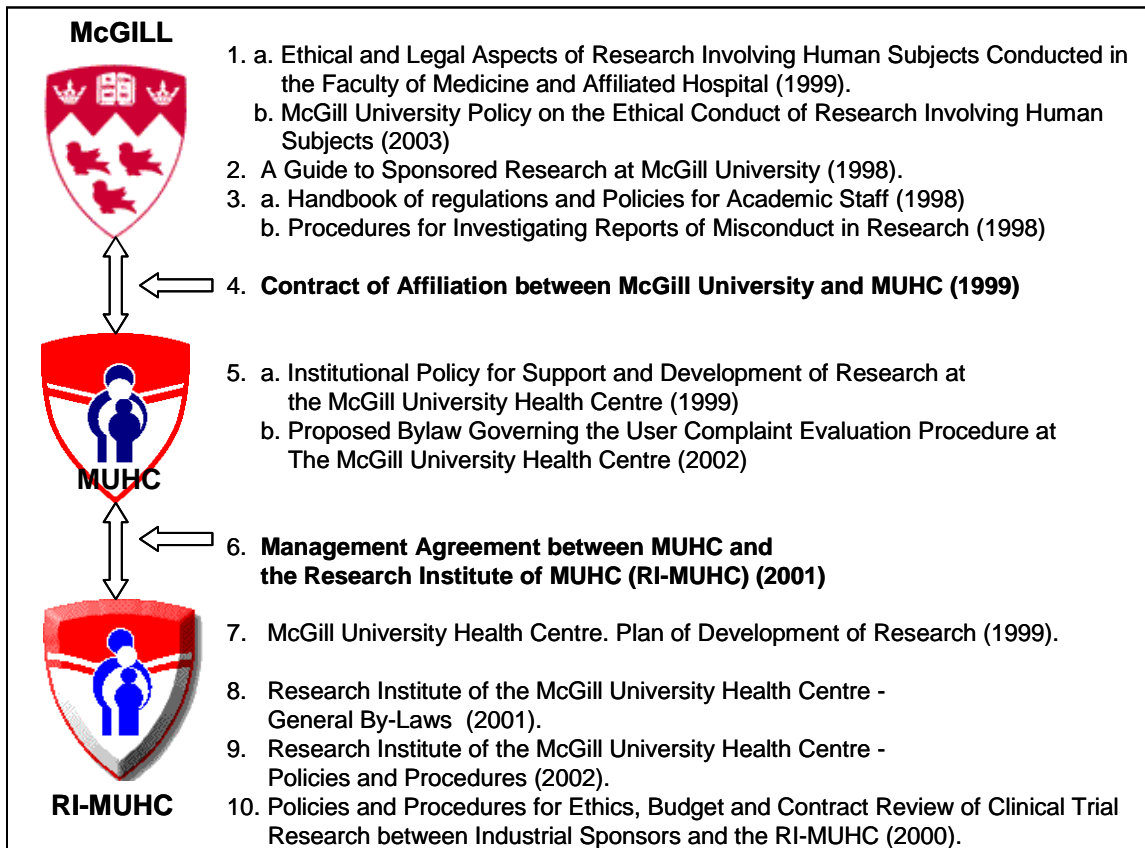 McGILL
1. a. Ethical and Legal Aspects of Research Involving Human Subjects Conducted in
the Faculty of Medicine and Affiliated Hospital (1999).
b. McGill University Policy on the Ethical Conduct of Research Involving Human
Subjects (2003)
2. A Guide to Sponsored Research at McGill University (1998).
3. a. Handbook of regulations and Policies for Academic Staff (1998)
b. Procedures for Investigating Reports of Misconduct in Research (1998)
4. Contract of Affiliation between McGill University and MUHC (1999)
5. a. Institutional Policy for Support and Development of Research at
the McGill University Health Centre (1999)
b. Proposed Bylaw Governing the User Complaint Evaluation Procedure at
The McGill University Health Centre (2002)
MUHC
6. Management Agreement between MUHC and
the Research Institute of MUHC (RI-MUHC) (2001)
7. McGill University Health Centre. Plan of Development of Research (1999).
8. Research Institute of the McGill University Health Centre -
General By-Laws (2001).
9. Research Institute of the McGill University Health Centre -
Policies and Procedures (2002).
RI-MUHC
10. Policies and Procedures for Ethics, Budget and Contract Review of Clinical Trial
Research between Industrial Sponsors and the RI-MUHC (2000).